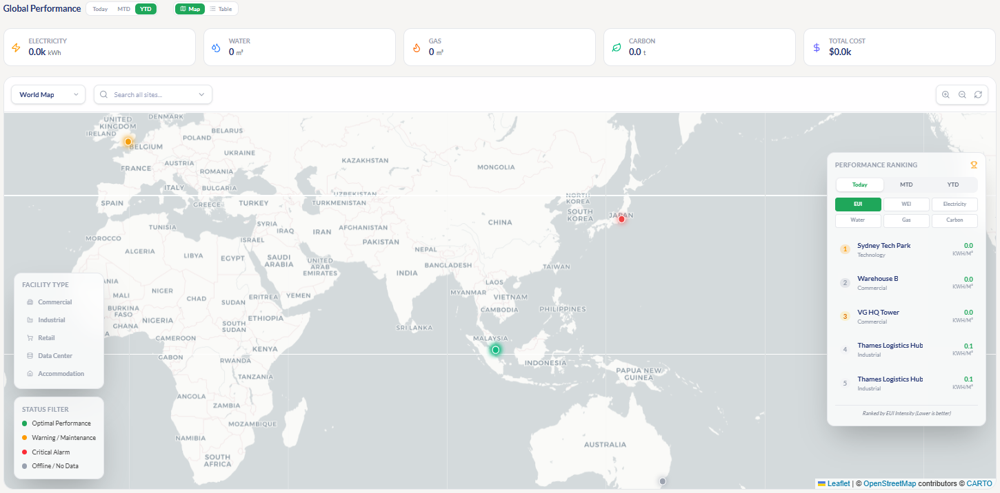 Global Performance Today MTD YTD Map Table
ELECTRICITY
0.0k kWh
WATER
0 m³
GAS
0 m³
CARBON
0.0 t
TOTAL COST
$0.0k
World Map
Search all sites...
UNITED
KINGDOM
DENMARK
IRELAND
BELARUS
POLAND
BELGIUM
UKRAINE
FRANCE
AUSTRIA
ROMANIA
KAZAKHSTAN
MONGOLIA
ITALY
BULGARIA
UZBEKISTAN
SPAIN
GREECE
TURKEY
TURKMENISTAN
NORTH
KOREA
SOUTH
KOREA
JAPAN
TUNISIA
SYRIA
IRAQ
IRAN
AFGHANISTAN
CHINA
MOROCCO
ISRAEL
PAKISTAN
ALGERIA
LIBYA
EGYPT
SAUDI
ARABIA
UNITED
ARAB
EMIRATES
NEPAL
BANGLADESH
TAIWAN
INDIA
LAOS
MYANMAR
VIETNAM
ANIA
MALI
NIGER
CHAD
SUDAN
ERITREA
YEMEN
BURKINA
FASO
CAMBODIA
PHILIPPINES
GHANA
NIGERIA
SOUTH
SUDAN
ETHIOPIA
SRI LANKA
A
CAMEROON
MALAYSIA
GABON
KENYA
RWANDA
INDONESIA
TANZANIA
PAPUA NEW
GUINEA
ANGOLA
ZAMBIA
MOZAMBIQUE
NAMIBIA
AUSTRALIA
SOUTH
AFRICA
FACILITY TYPE
Commercial
Industrial
Retail
Data Center
Accommodation
STATUS FILTER
Optimal Performance
Warning / Maintenance
Critical Alarm
Offline / No Data
PERFORMANCE RANKING
Today MTD YTD
EUI WEI Electricity
Water Gas Carbon
1 Sydney Tech Park 0.0
Technology KWH/M²
2 Warehouse B 0.0
Commercial KWH/M²
3 VG HQ Tower 0.0
Commercial KWH/M²
4 Thames Logistics Hub 0.1
Industrial KWH/M²
5 Thames Logistics Hub 0.1
Industrial KWH/M²
Ranked by EUI Intensity (Lower is better)
Leaflet | © OpenStreetMap contributors © CARTO